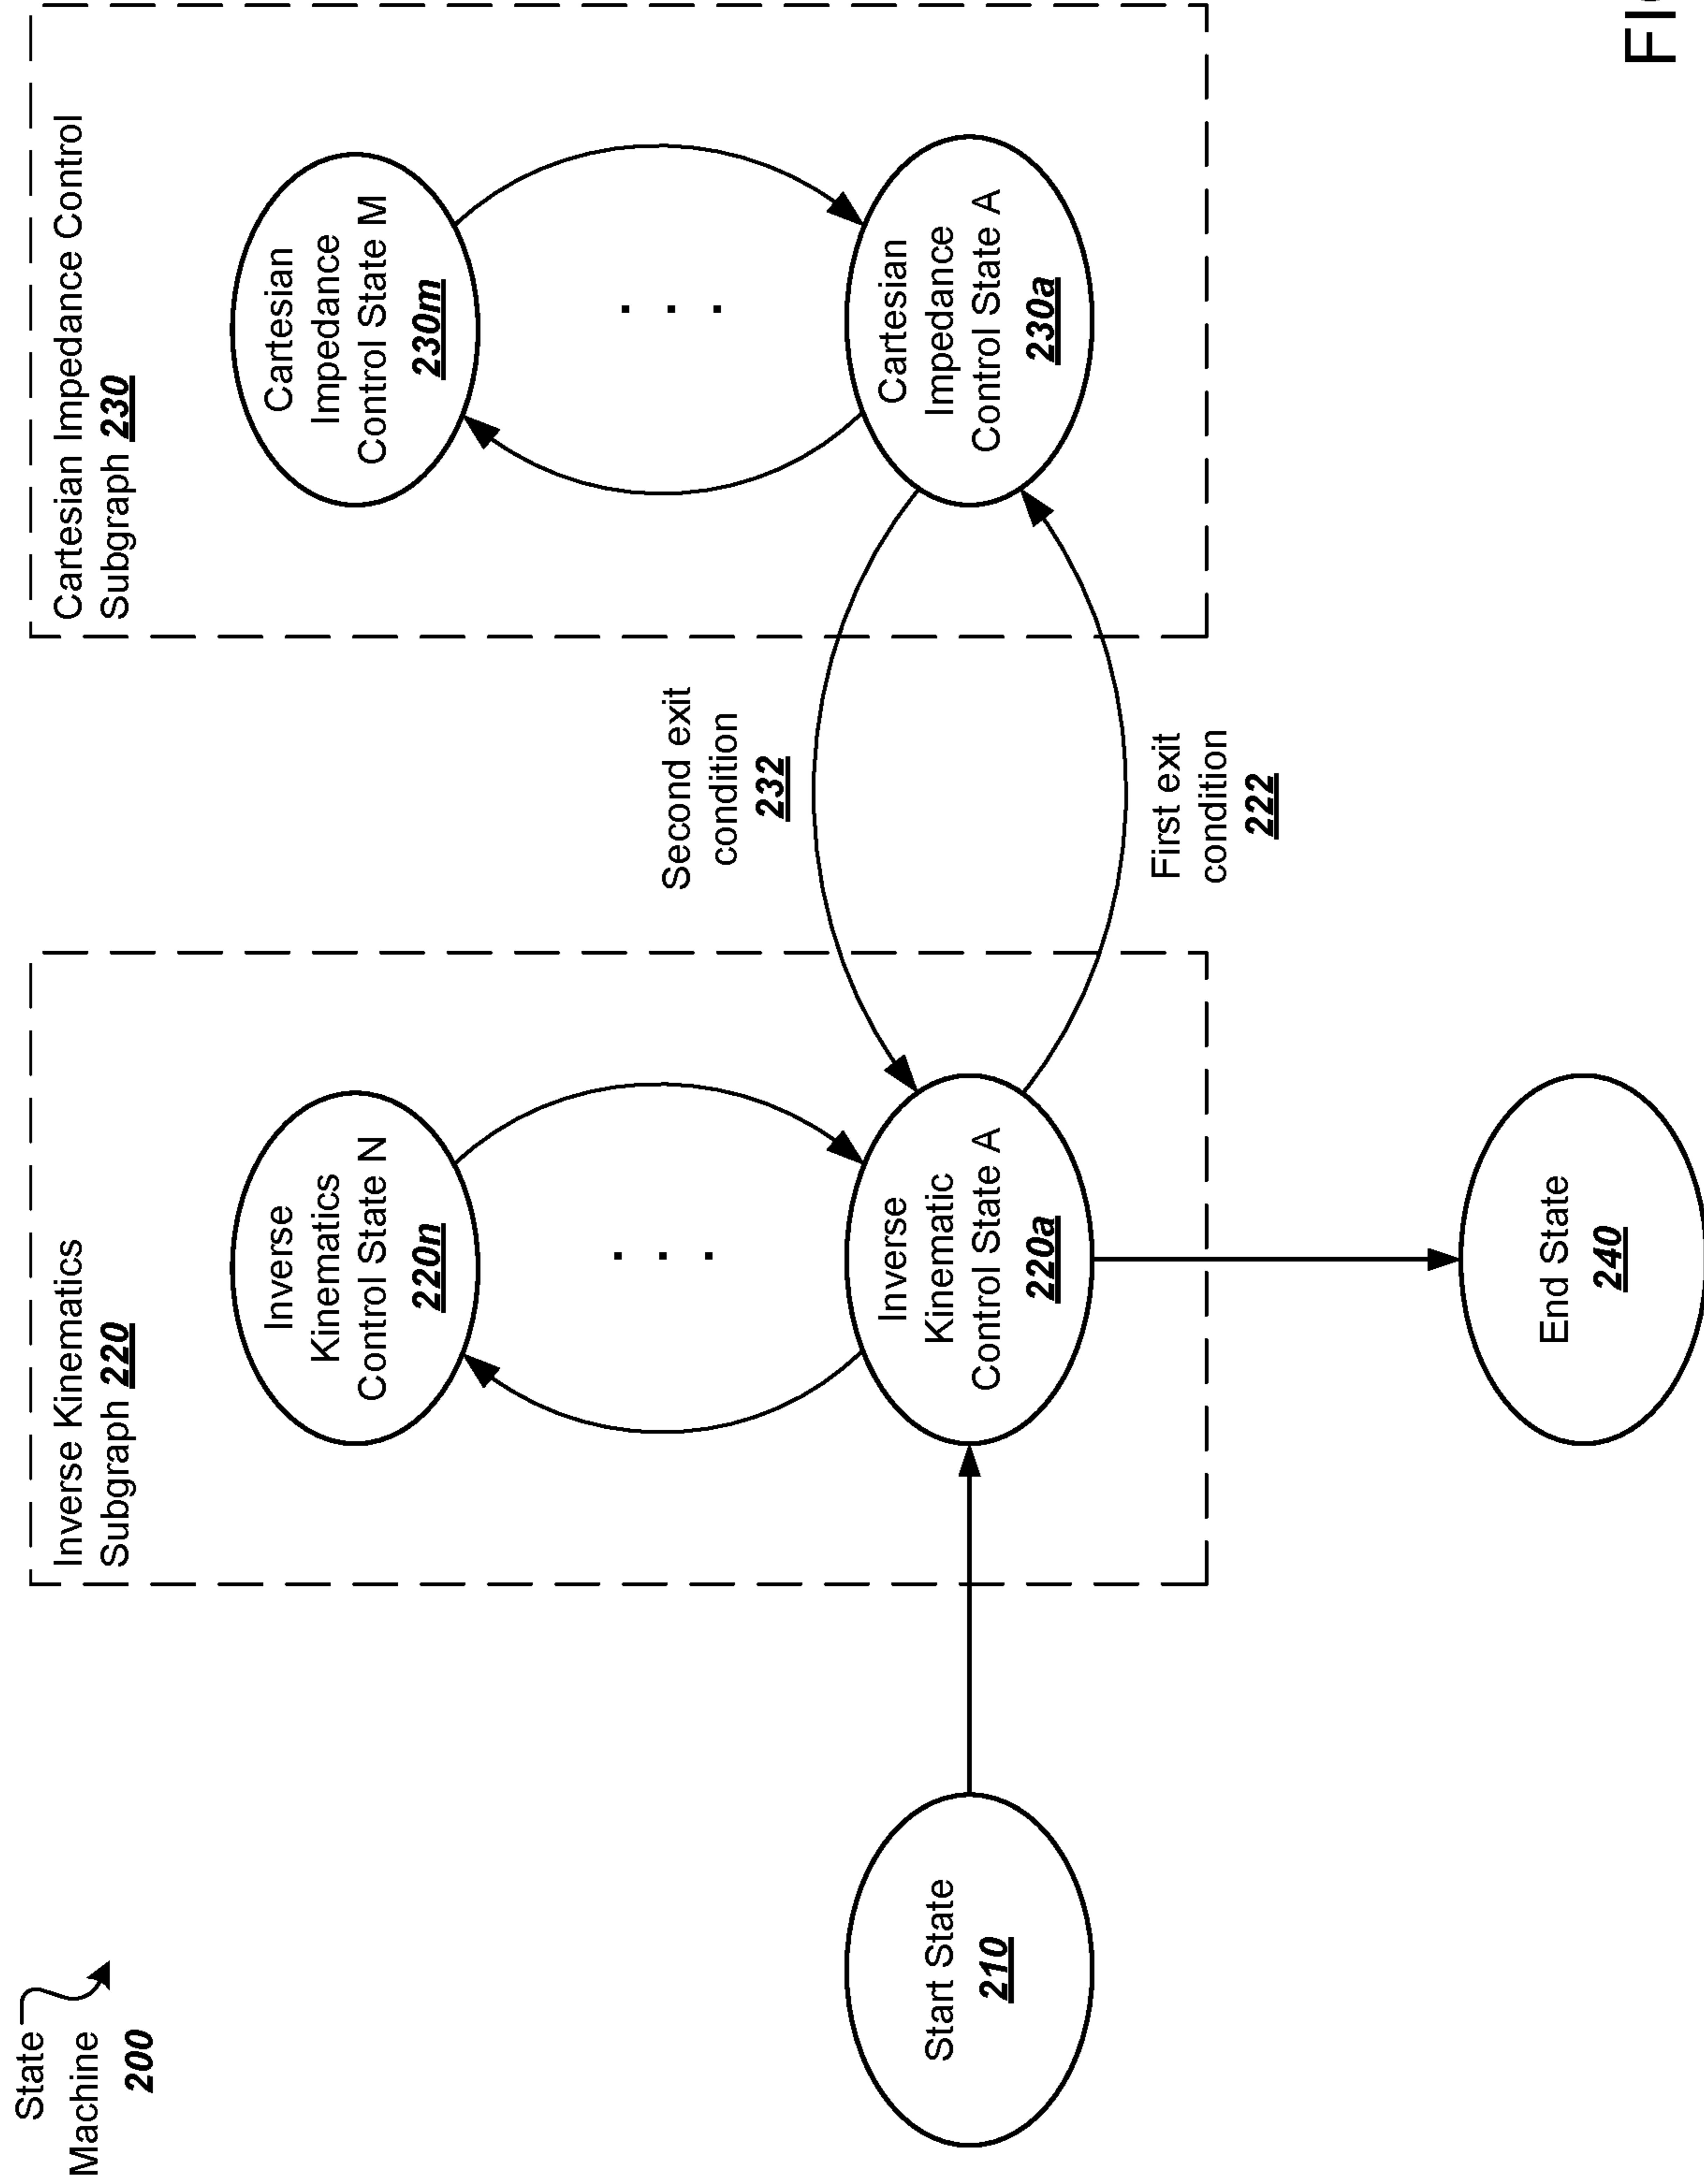 State
Machine
200
Inverse Kinematics
Subgraph 220
Inverse
Kinematics
Control State N
220n
. . .
Inverse
Kinematic
Control State A
220a
Cartesian Impedance Control
Subgraph 230
Cartesian
Impedance
Control State M
230m
. . .
Cartesian
Impedance
Control State A
230a
Second exit
condition
232
First exit
condition
222
Start State
210
End State
240